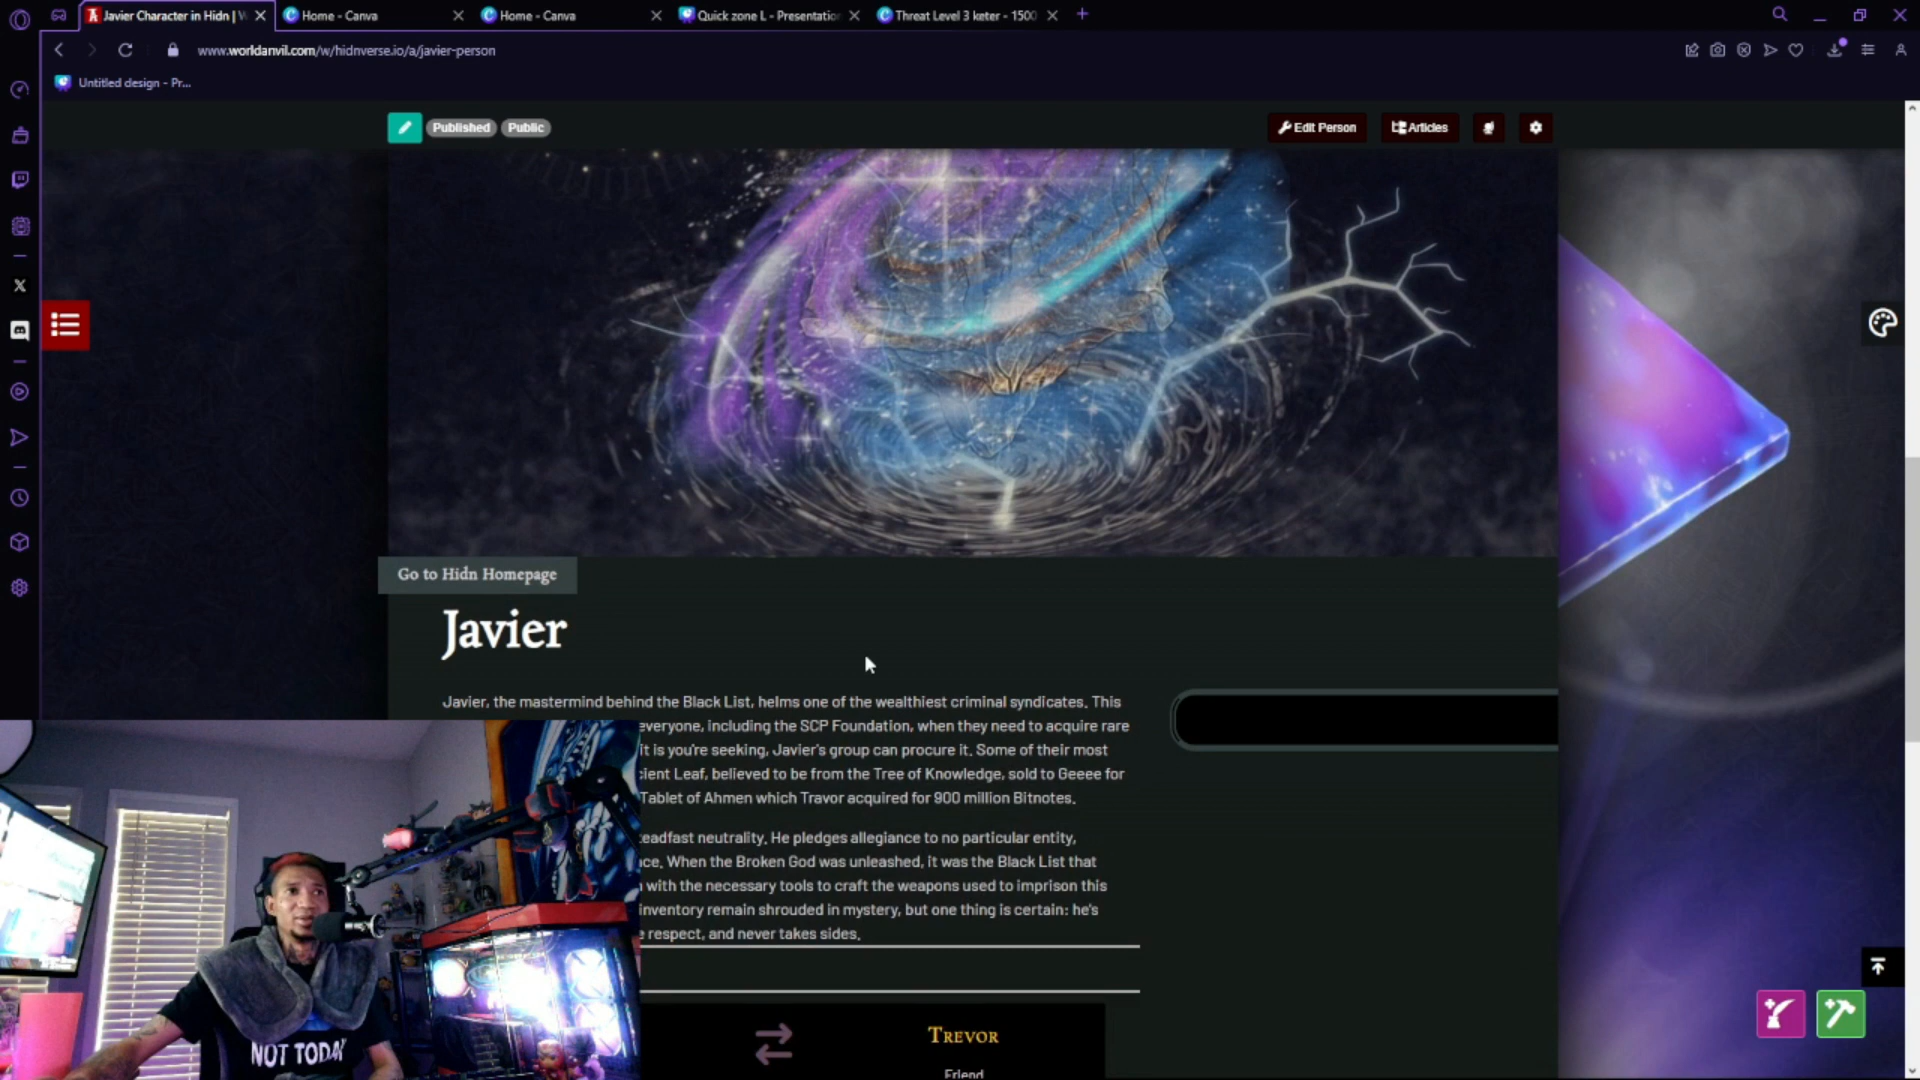 Javier Character in Hidn | W
Home - Canva
Home - Canva
Quick zone L - Presentation
Threat Level 3 keter - 1500
www.worldanvil.com/w/hidnverse.io/a/javier-person
Untitled design - Pr...
Published
Public
Edit Person
Articles
Go to Hidn Homepage
Javier
Javier, the mastermind behind the Black List, helms one of the wealthiest criminal syndicates. This
everyone, including the SCP Foundation, when they need to acquire rare
it is you're seeking, Javier's group can procure it. Some of their most
cient Leaf, believed to be from the Tree of Knowledge, sold to Geeee for
Tablet of Ahmen which Travor acquired for 900 million Bitnotes.
eadfast neutrality. He pledges allegiance to no particular entity,
ce. When the Broken God was unleashed, it was the Black List that
with the necessary tools to craft the weapons used to imprison this
inventory remain shrouded in mystery, but one thing is certain: he's
respect, and never takes sides.
TREVOR
Friend
NOT TODAY